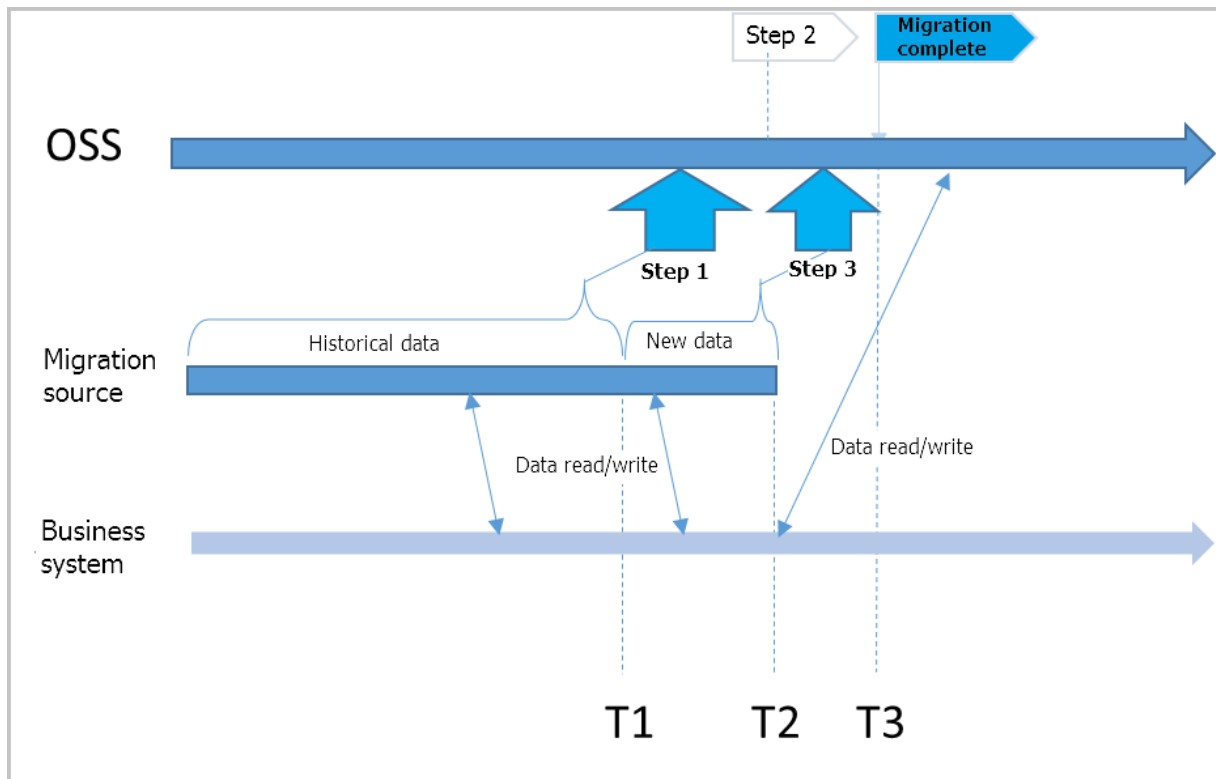 Step 2
Migration
complete
OSS
Step 1
Step 3
Historical data
New data
Migration
source
Data read/write
Data read/write
Business
system
T1
T2
T3